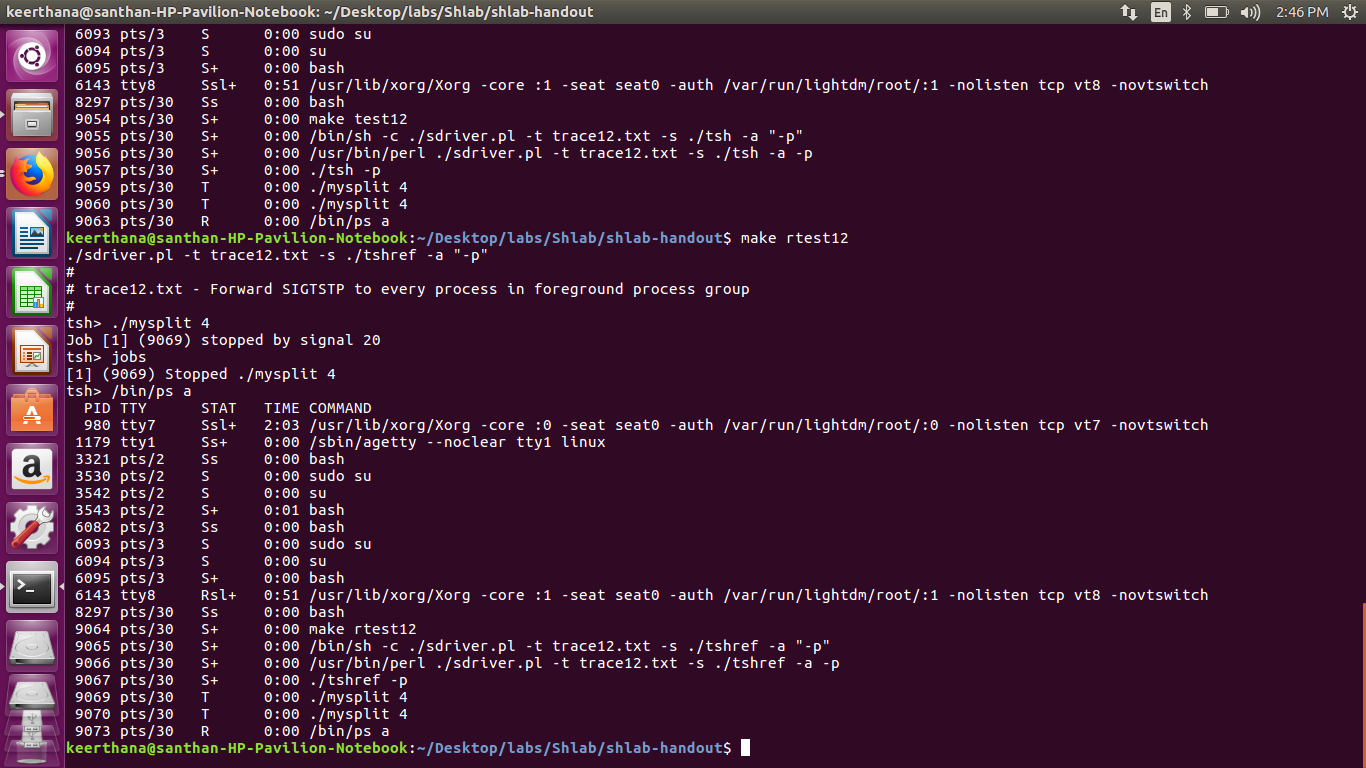 keerthana@santhan-HP-Pavilion-Notebook: ~/Desktop/labs/Shlab/shlab-handout
En
2:46 PM
 6093 pts/3    S      0:00 sudo su
 6094 pts/3    S      0:00 su
 6095 pts/3    S+     0:00 bash
 6143 tty8     Ssl+   0:51 /usr/lib/xorg/Xorg -core :1 -seat seat0 -auth /var/run/lightdm/root/:1 -nolisten tcp vt8 -novtswitch
 8297 pts/30   Ss     0:00 bash
 9054 pts/30   S+     0:00 make test12
 9055 pts/30   S+     0:00 /bin/sh -c ./sdriver.pl -t trace12.txt -s ./tsh -a "-p"
 9056 pts/30   S+     0:00 /usr/bin/perl ./sdriver.pl -t trace12.txt -s ./tsh -a -p
 9057 pts/30   S+     0:00 ./tsh -p
 9059 pts/30   T      0:00 ./mysplit 4
 9060 pts/30   T      0:00 ./mysplit 4
 9063 pts/30   R      0:00 /bin/ps a
keerthana@santhan-HP-Pavilion-Notebook:~/Desktop/labs/Shlab/shlab-handout$ make rtest12
./sdriver.pl -t trace12.txt -s ./tshref -a "-p"
#
# trace12.txt - Forward SIGTSTP to every process in foreground process group
#
tsh> ./mysplit 4
Job [1] (9069) stopped by signal 20
tsh> jobs
[1] (9069) Stopped ./mysplit 4
tsh> /bin/ps a
  PID TTY      STAT   TIME COMMAND
  980 tty7     Ssl+   2:03 /usr/lib/xorg/Xorg -core :0 -seat seat0 -auth /var/run/lightdm/root/:0 -nolisten tcp vt7 -novtswitch
 1179 tty1     Ss+    0:00 /sbin/agetty --noclear tty1 linux
 3321 pts/2    Ss     0:00 bash
 3530 pts/2    S      0:00 sudo su
 3542 pts/2    S      0:00 su
 3543 pts/2    S+     0:01 bash
 6082 pts/3    Ss     0:00 bash
 6093 pts/3    S      0:00 sudo su
 6094 pts/3    S      0:00 su
 6095 pts/3    S+     0:00 bash
 6143 tty8     Rsl+   0:51 /usr/lib/xorg/Xorg -core :1 -seat seat0 -auth /var/run/lightdm/root/:1 -nolisten tcp vt8 -novtswitch
 8297 pts/30   Ss     0:00 bash
 9064 pts/30   S+     0:00 make rtest12
 9065 pts/30   S+     0:00 /bin/sh -c ./sdriver.pl -t trace12.txt -s ./tshref -a "-p"
 9066 pts/30   S+     0:00 /usr/bin/perl ./sdriver.pl -t trace12.txt -s ./tshref -a -p
 9067 pts/30   S+     0:00 ./tshref -p
 9069 pts/30   T      0:00 ./mysplit 4
 9070 pts/30   T      0:00 ./mysplit 4
 9073 pts/30   R      0:00 /bin/ps a
keerthana@santhan-HP-Pavilion-Notebook:~/Desktop/labs/Shlab/shlab-handout$